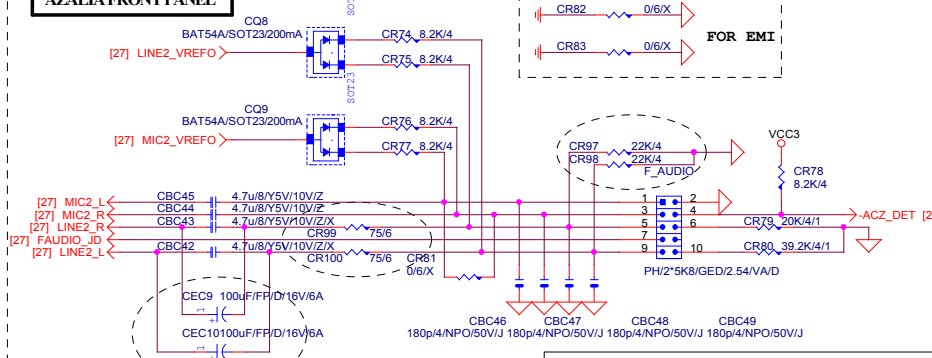 AZALIA FRONT PANEL
SOT23
CQ8
BAT54A/SOT23/200mA
[27] LINE2_VREFO
CR74 8.2K/4
CR75 8.2K/4
SOT23
CQ9
BAT54A/SOT23/200mA
[27] MIC2_VREFO
CR76 8.2K/4
CR77 8.2K/4
CR82 0/6/X
CR83 0/6/X
FOR EMI
CR97 22K/4
CR98 22K/4
F_AUDIO
VCC3
CR78
8.2K/4
[27] MIC2_L
CBC45 4.7u/8/Y5V/10V/Z
[27] MIC2_R
CBC44 4.7u/8/Y5V/10V/Z
[27] LINE2_R
CBC43 4.7u/8/Y5V/10V/Z/X
[27] FAUDIO_JD
[27] LINE2_L
CBC42 4.7u/8/Y5V/10V/Z/X
CR99 75/6
CR100 75/6
CR81
0/6/X
1 2
3 4
5 6
7
9 10
-ACZ_DET [2
CR79 20K/4/1
CR80 39.2K/4/1
PH/2*5K8/GED/2.54/VA/D
CEC9 100uF/FP/D/16V/6A
1
+
CEC10 100uF/FP/D/16V/6A
1
+
CBC46 CBC47 CBC48 CBC49
180p/4/NPO/50V/J 180p/4/NPO/50V/J 180p/4/NPO/50V/J 180p/4/NPO/50V/J